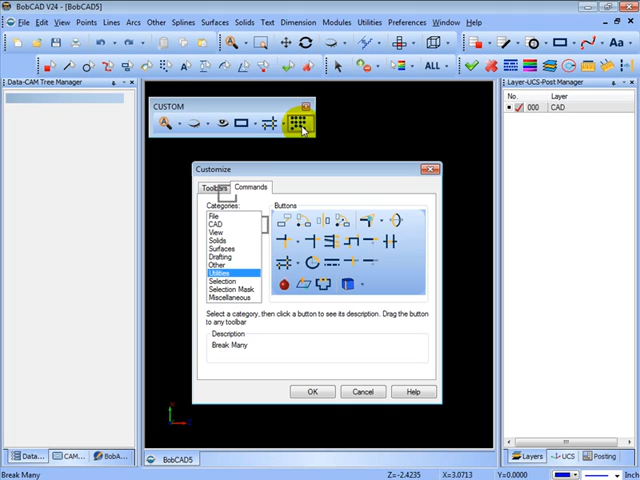 BobCAD V24 - [BobCAD5]
File Edit View Points Lines Arcs Other Splines Surfaces Solids Text Dimension Modules Utilities Preferences Window Help
ALL
Data-CAM Tree Manager
Layer-UCS-Post Manager
No. Layer
000 CAD
CUSTOM
Customize
Toolbars Commands
Categories:
Buttons
File
CAD
View
Solids
Surfaces
Drafting
Other
Utilities
Selection
Selection Mask
Miscellaneous
Select a category, then click a button to see its description. Drag the button
to any toolbar
Description
Break Many
OK Cancel Help
Data... CAM... BobA...
BobCAD5
Layers UCS Posting
Break Many
Z=-2.4235 X=3.0713 Y=0.0000 Inch